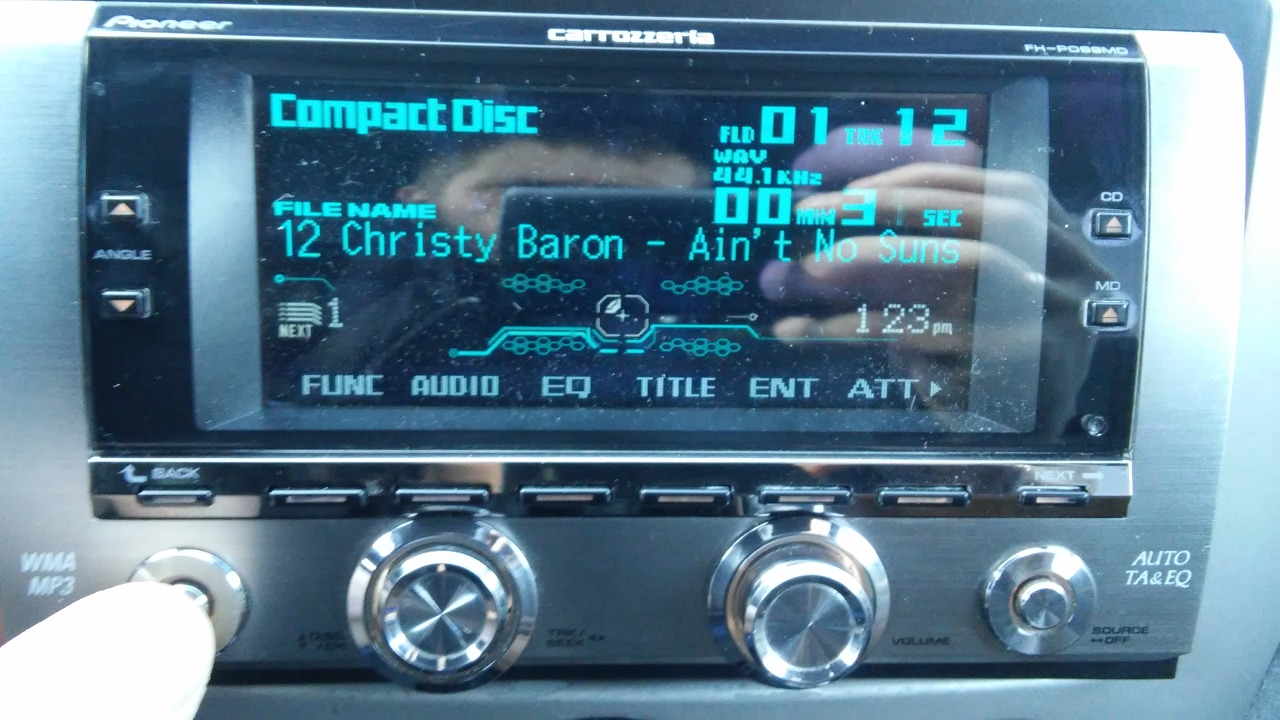 Pioneer
carrozzeria
FH-P099MD
Compact Disc
FLD 01 TRK 12
WAV
44.1KHz
FILE NAME
00 MIN 3 SEC
12 Christy Baron - Ain't No Suns
ANGLE
CD
MD
NEXT 1
1 23 pm
FUNC AUDIO EQ TITLE ENT ATT
BACK
NEXT
WMA
MP3
AUTO
TA&EQ
TRK/
SEEK
VOLUME
SOURCE
OFF